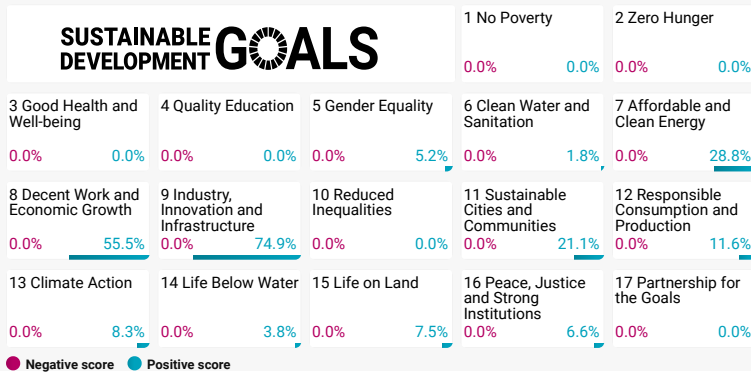 SUSTAINABLE
DEVELOPMENT
GOALS
1 No Poverty
0.0% 0.0%
2 Zero Hunger
0.0% 0.0%
3 Good Health and
Well-being
0.0% 0.0%
4 Quality Education
0.0% 0.0%
5 Gender Equality
0.0% 5.2%
6 Clean Water and
Sanitation
0.0% 1.8%
7 Affordable and
Clean Energy
0.0% 28.8%
8 Decent Work and
Economic Growth
0.0% 55.5%
9 Industry,
Innovation and
Infrastructure
0.0% 74.9%
10 Reduced
Inequalities
0.0% 0.0%
11 Sustainable
Cities and
Communities
0.0% 21.1%
12 Responsible
Consumption and
Production
0.0% 11.6%
13 Climate Action
0.0% 8.3%
14 Life Below Water
0.0% 3.8%
15 Life on Land
0.0% 7.5%
16 Peace, Justice
and Strong
Institutions
0.0% 6.6%
17 Partnership for
the Goals
0.0% 0.0%
Negative score Positive score